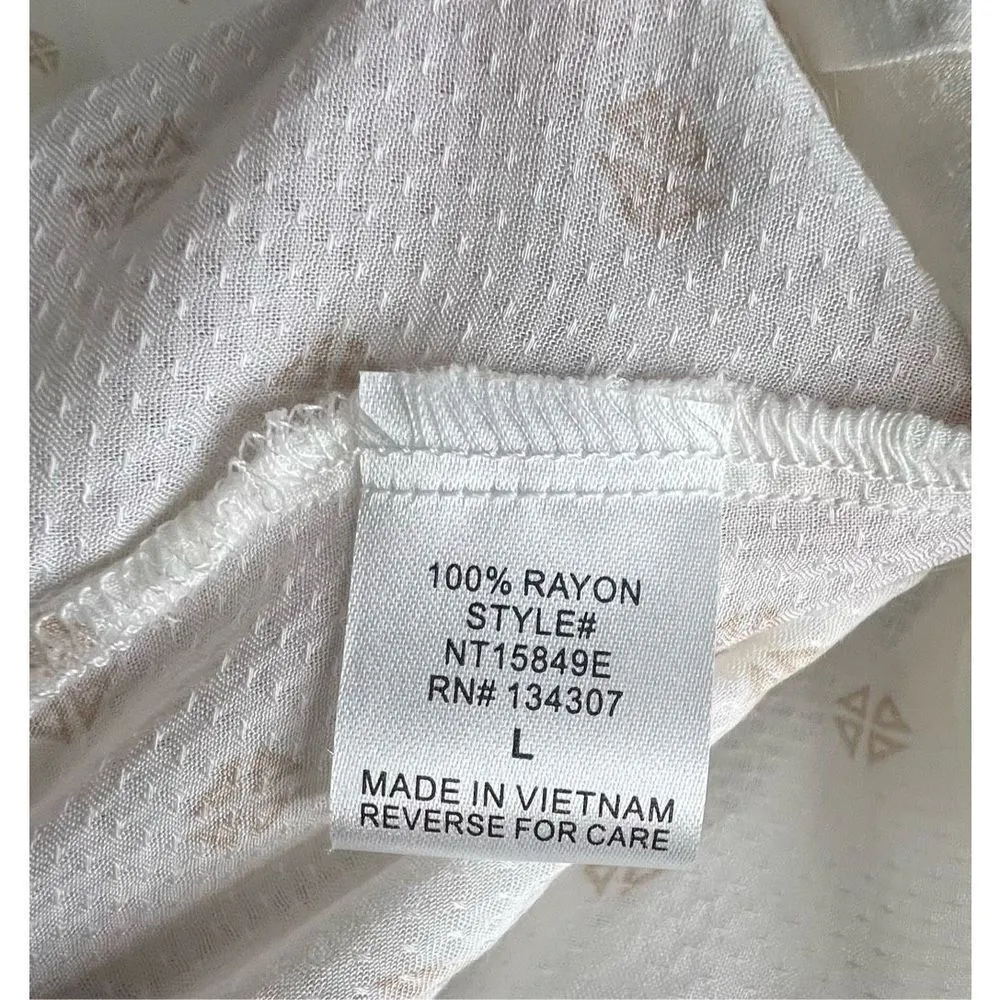 100% RAYON
STYLE#
NT15849E
RN# 134307
L
MADE IN VIETNAM
REVERSE FOR CARE